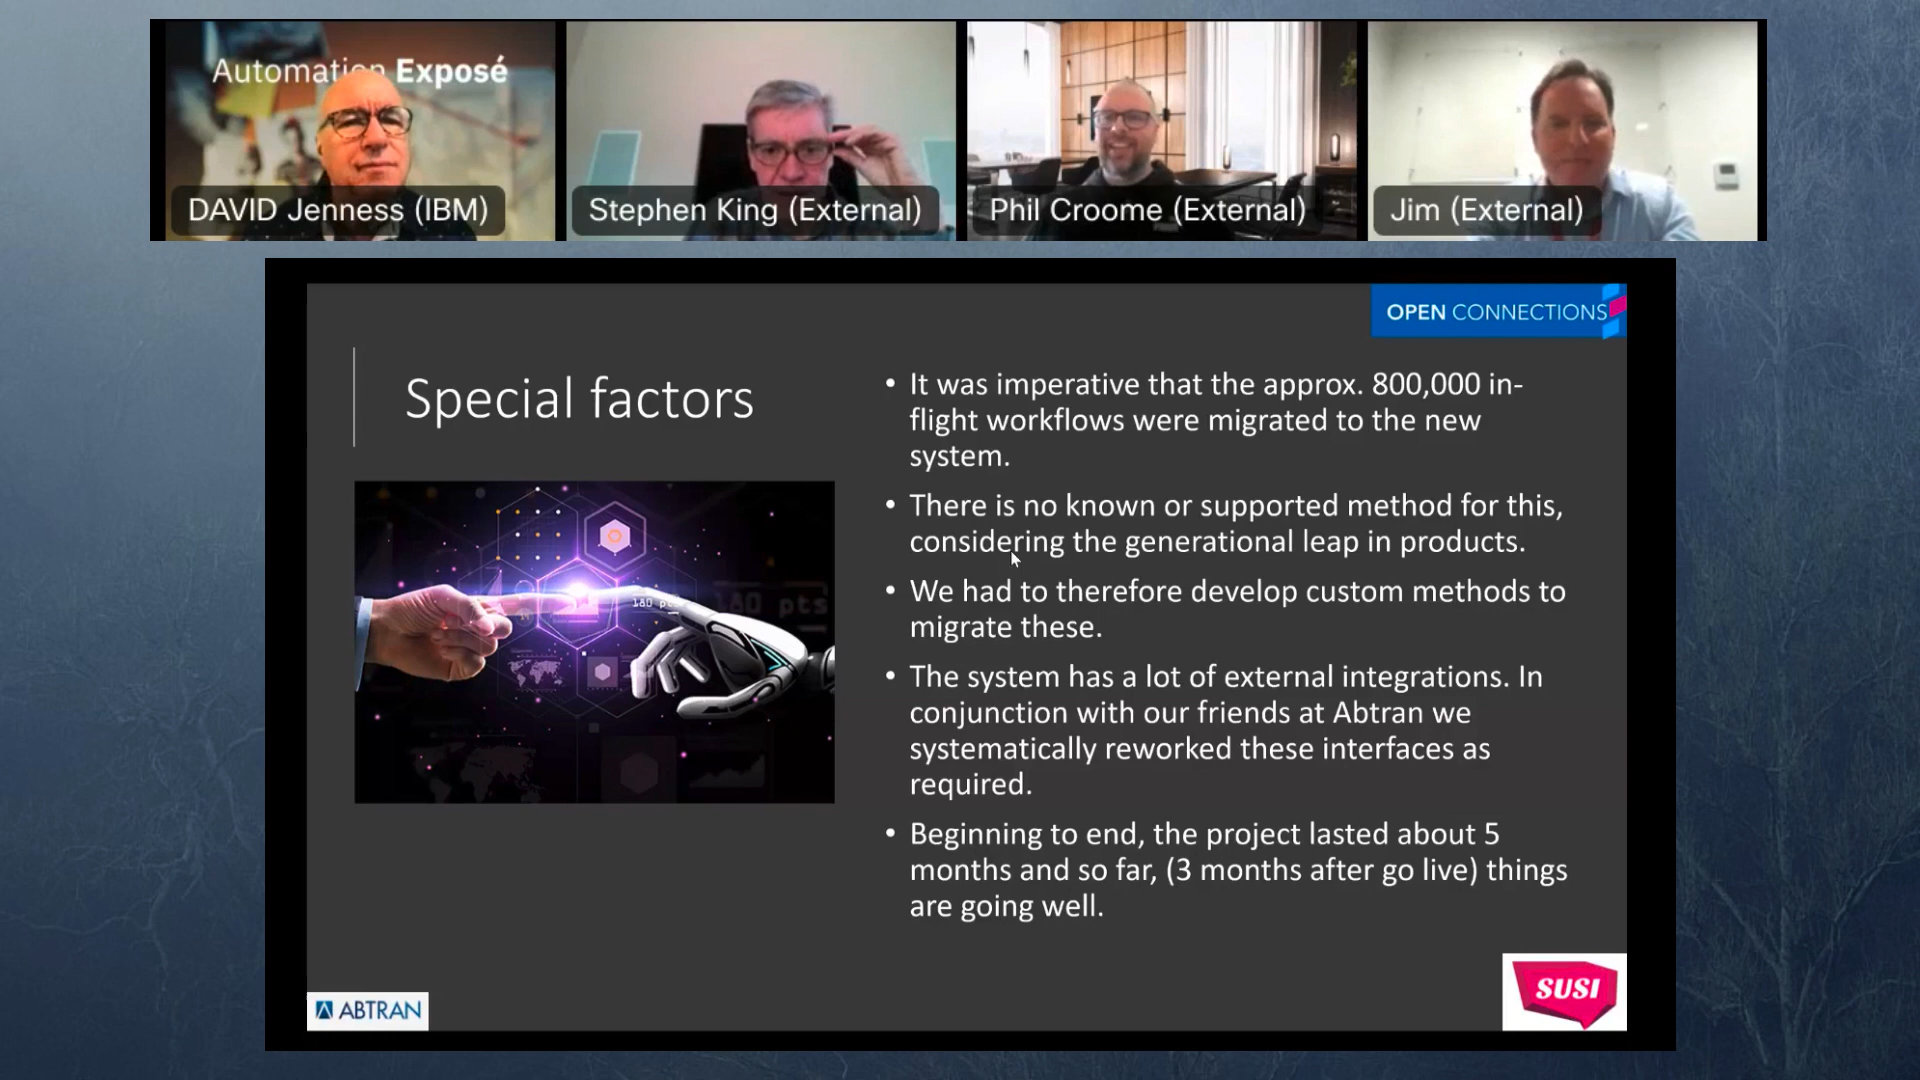 Automation Exposé
DAVID Jenness (IBM)
Stephen King (External)
Phil Croome (External)
Jim (External)
OPEN CONNECTIONS
Special factors
• It was imperative that the approx. 800,000 in-
flight workflows were migrated to the new
system.
• There is no known or supported method for this,
considering the generational leap in products.
• We had to therefore develop custom methods to
migrate these.
• The system has a lot of external integrations. In
conjunction with our friends at Abtran we
systematically reworked these interfaces as
required.
• Beginning to end, the project lasted about 5
months and so far, (3 months after go live) things
are going well.
180 pts
ABTRAN
SUSI